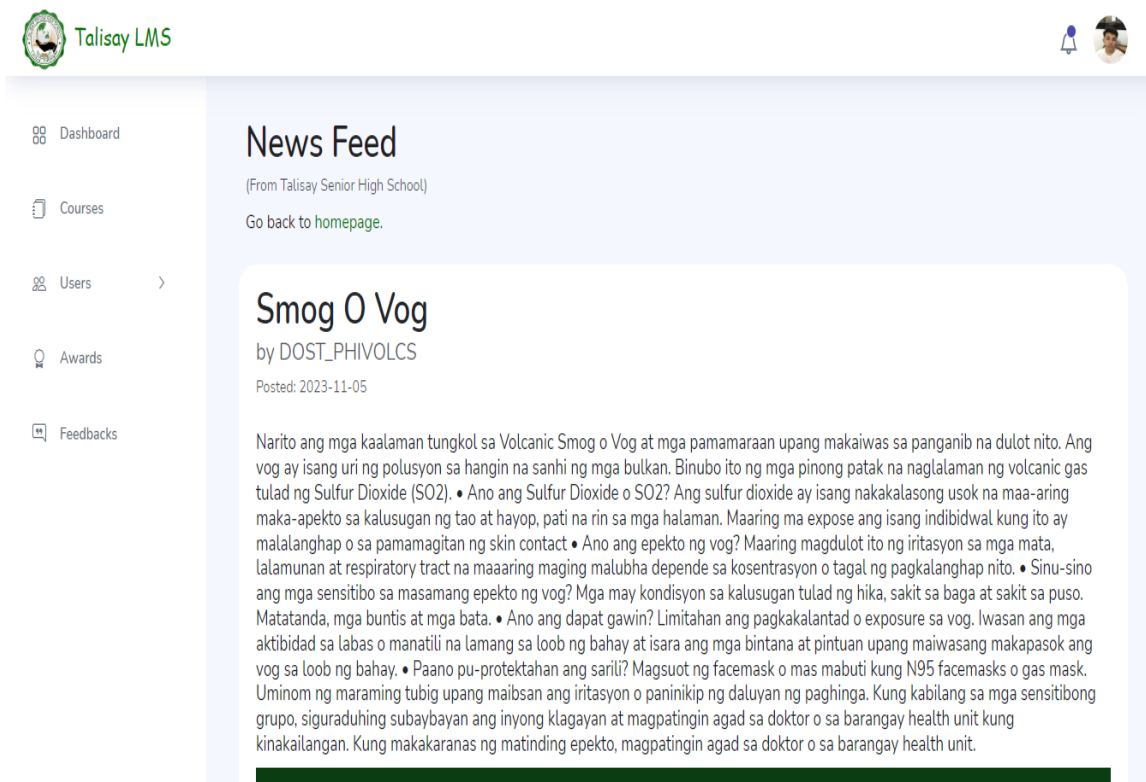 Talisay LMS
Dashboard
Courses
Users
Awards
Feedbacks
News Feed
(From Talisay Senior High School)
Go back to homepage.
Smog O Vog
by DOST_PHIVOLCS
Posted: 2023-11-05
Narito ang mga kaalaman tungkol sa Volcanic Smog o Vog at mga pamamaraan upang makaiwas sa panganib na dulot nito. Ang
vog ay isang uri ng polusyon sa hangin na sanhi ng mga bulkan. Binubo ito ng mga pinong patak na naglalaman ng volcanic gas
tulad ng Sulfur Dioxide (SO2). • Ano ang Sulfur Dioxide o SO2? Ang sulfur dioxide ay isang nakakalasong usok na maa-aring
maka-apekto sa kalusugan ng tao at hayop, pati na rin sa mga halaman. Maaring ma expose ang isang indibidwal kung ito ay
malalanghap o sa pamamagitan ng skin contact • Ano ang epekto ng vog? Maaring magdulot ito ng iritasyon sa mga mata,
lalamunan at respiratory tract na maaaring maging malubha depende sa kosentrasyon o tagal ng pagkalanghap nito. • Sinu-sino
ang mga sensitibo sa masamang epekto ng vog? Mga may kondisyon sa kalusugan tulad ng hika, sakit sa baga at sakit sa puso.
Matatanda, mga buntis at mga bata. • Ano ang dapat gawin? Limitahan ang pagkakalantad o exposure sa vog. Iwasan ang mga
aktibidad sa labas o manatili na lamang sa loob ng bahay at isara ang mga bintana at pintuan upang maiwasang makapasok ang
vog sa loob ng bahay. • Paano pu-protektahan ang sarili? Magsuot ng facemask o mas mabuti kung N95 facemasks o gas mask.
Uminom ng maraming tubig upang maibsan ang iritasyon o paninikip ng daluyan ng paghinga. Kung kabilang sa mga sensitibong
grupo, siguraduhing subaybayan ang inyong klagayan at magpatingin agad sa doktor o sa barangay health unit kung
kinakailangan. Kung makakaranas ng matinding epekto, magpatingin agad sa doktor o sa barangay health unit.